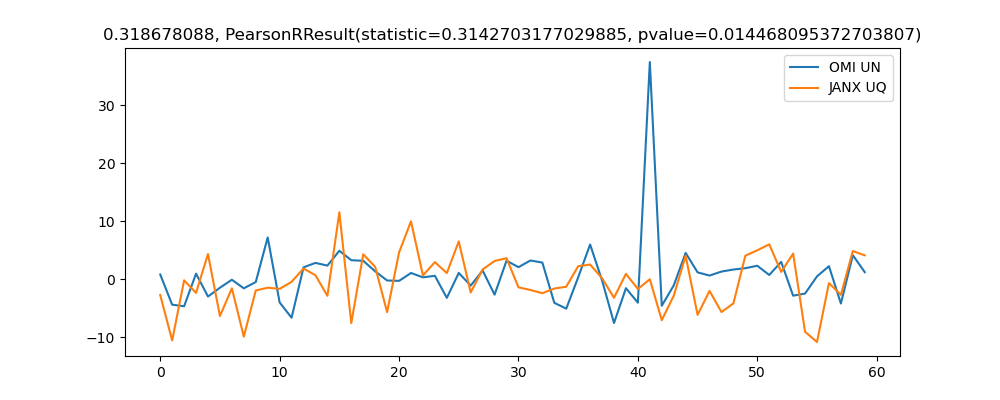 0.318678088, PearsonRResult(statistic=0.3142703177029885, pvalue=0.014468095372703807)
OMI UN
JANX UQ
30
20
10
0
−10
0 10 20 30 40 50 60